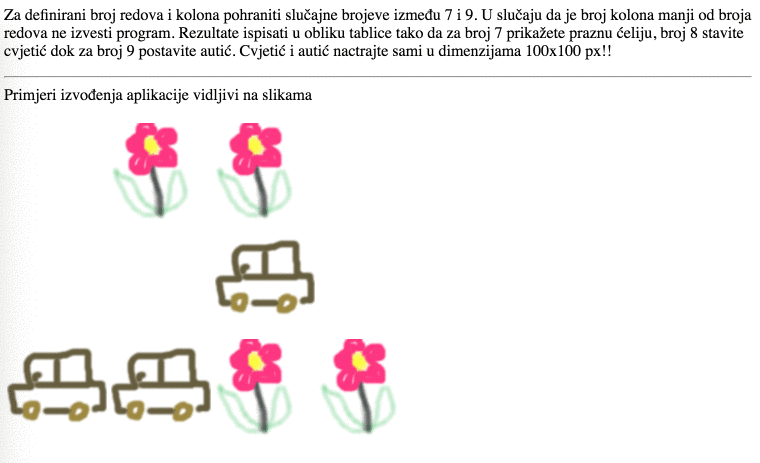 Za definirani broj redova i kolona pohraniti slučajne brojeve između 7 i 9. U slučaju da je broj kolona manji od broja
redova ne izvesti program. Rezultate ispisati u obliku tablice tako da za broj 7 prikažete praznu ćeliju, broj 8 stavite
cvjetić dok za broj 9 postavite autić. Cvjetić i autić nactrajte sami u dimenzijama 100x100 px!!
Primjeri izvođenja aplikacije vidljivi na slikama